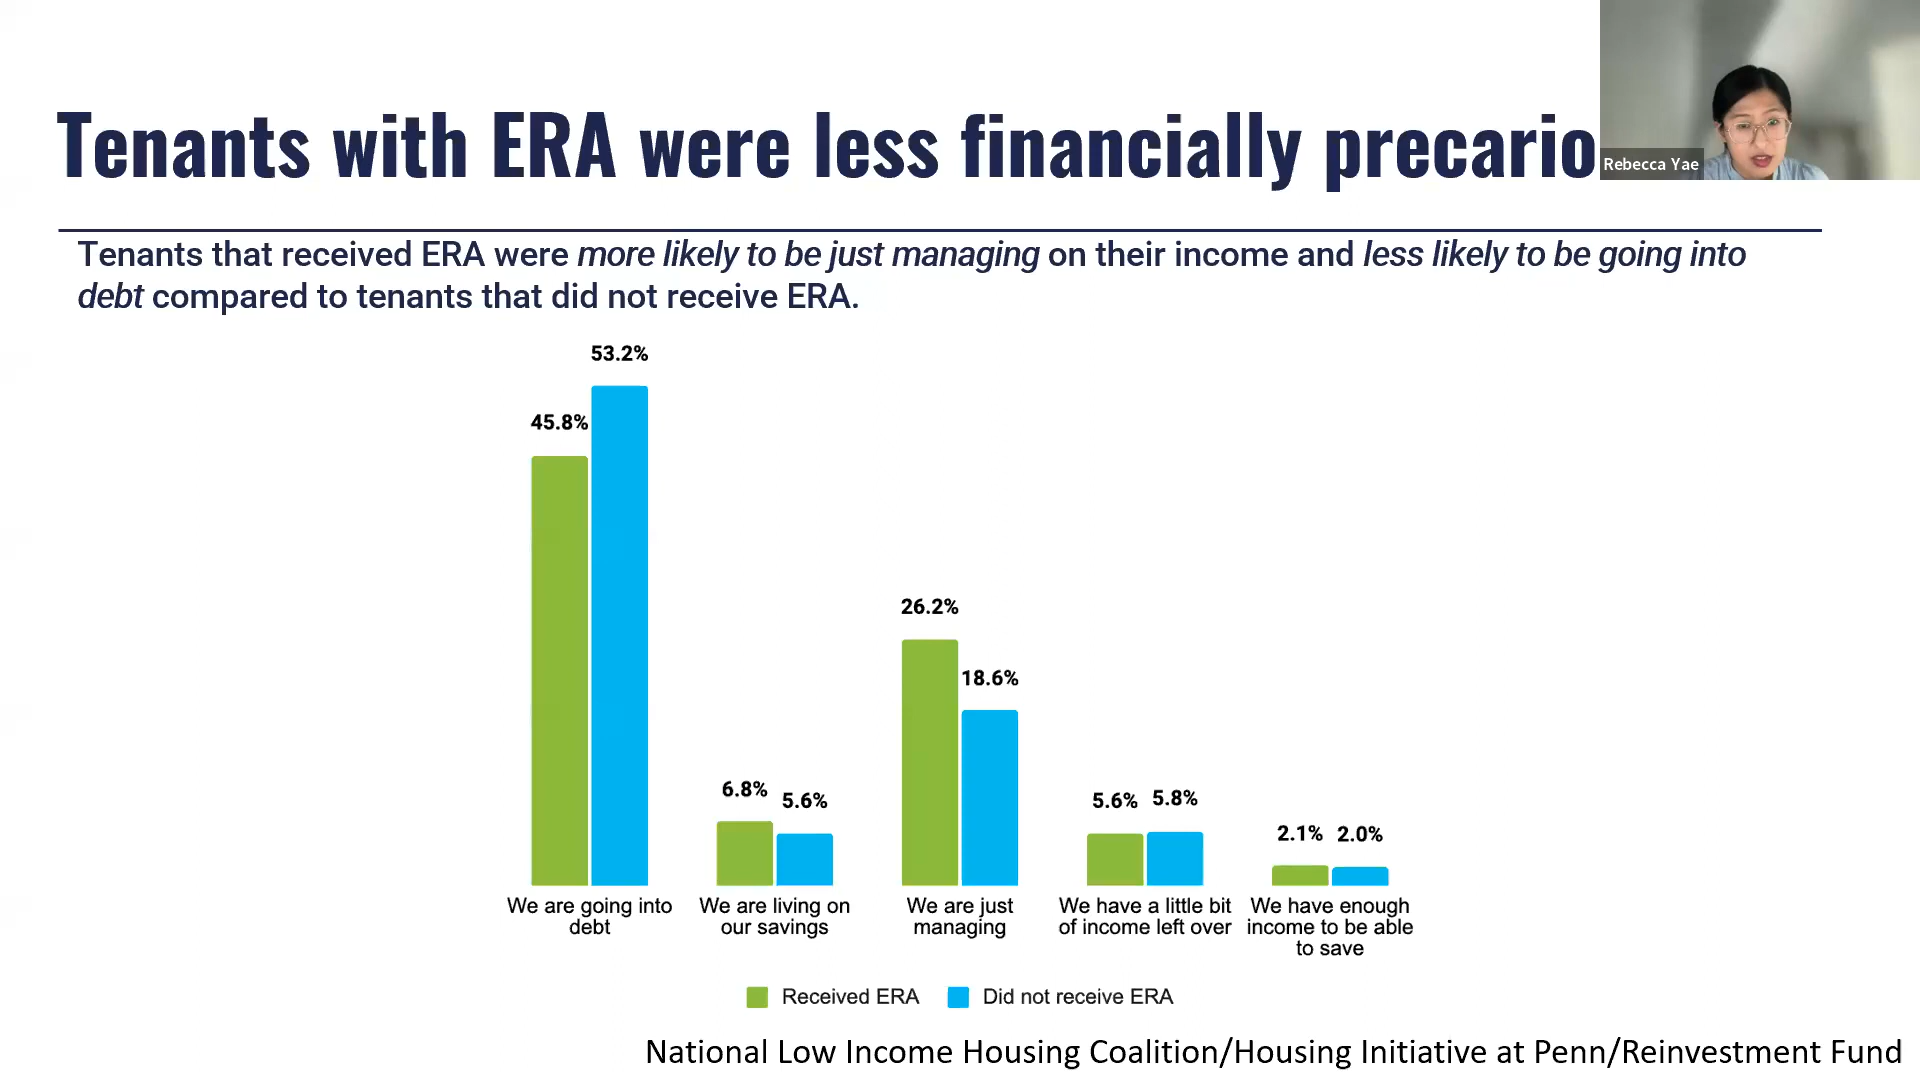 Tenants with ERA were less financially precario
Rebecca Yae
Tenants that received ERA were more likely to be just managing on their income and less likely to be going into
debt compared to tenants that did not receive ERA.
53.2%
45.8%
26.2%
18.6%
6.8%
5.6%
5.6%
5.8%
2.1%
2.0%
We are going into
debt
We are living on
our savings
We are just
managing
We have a little bit
of income left over
We have enough
income to be able
to save
Received ERA
Did not receive ERA
National Low Income Housing Coalition/Housing Initiative at Penn/Reinvestment Fund